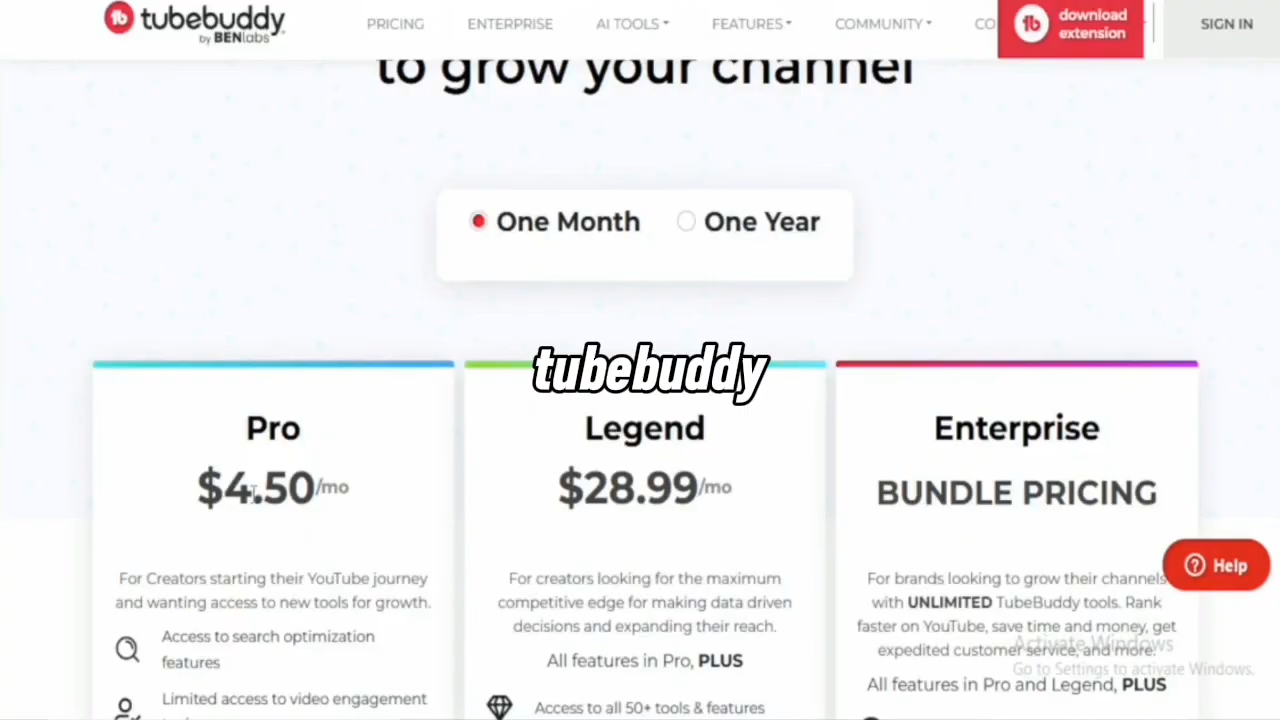 tubebuddy
by BENlabs
PRICING
ENTERPRISE
AI TOOLS
FEATURES
COMMUNITY
CO
download
extension
SIGN IN
to grow your channel
One Month
One Year
tubebuddy
Pro
$4.50/mo
For Creators starting their YouTube journey
and wanting access to new tools for growth.
Access to search optimization
features
Limited access to video engagement
Legend
$28.99/mo
For creators looking for the maximum
competitive edge for making data driven
decisions and expanding their reach.
All features in Pro, PLUS
Access to all 50+ tools & features
Enterprise
BUNDLE PRICING
For brands looking to grow their channels
with UNLIMITED TubeBuddy tools. Rank
faster on YouTube, save time and money, get
expedited customer service, and more.
All features in Pro and Legend, PLUS
Help
Activate Windows
Go to Settings to activate Windows.